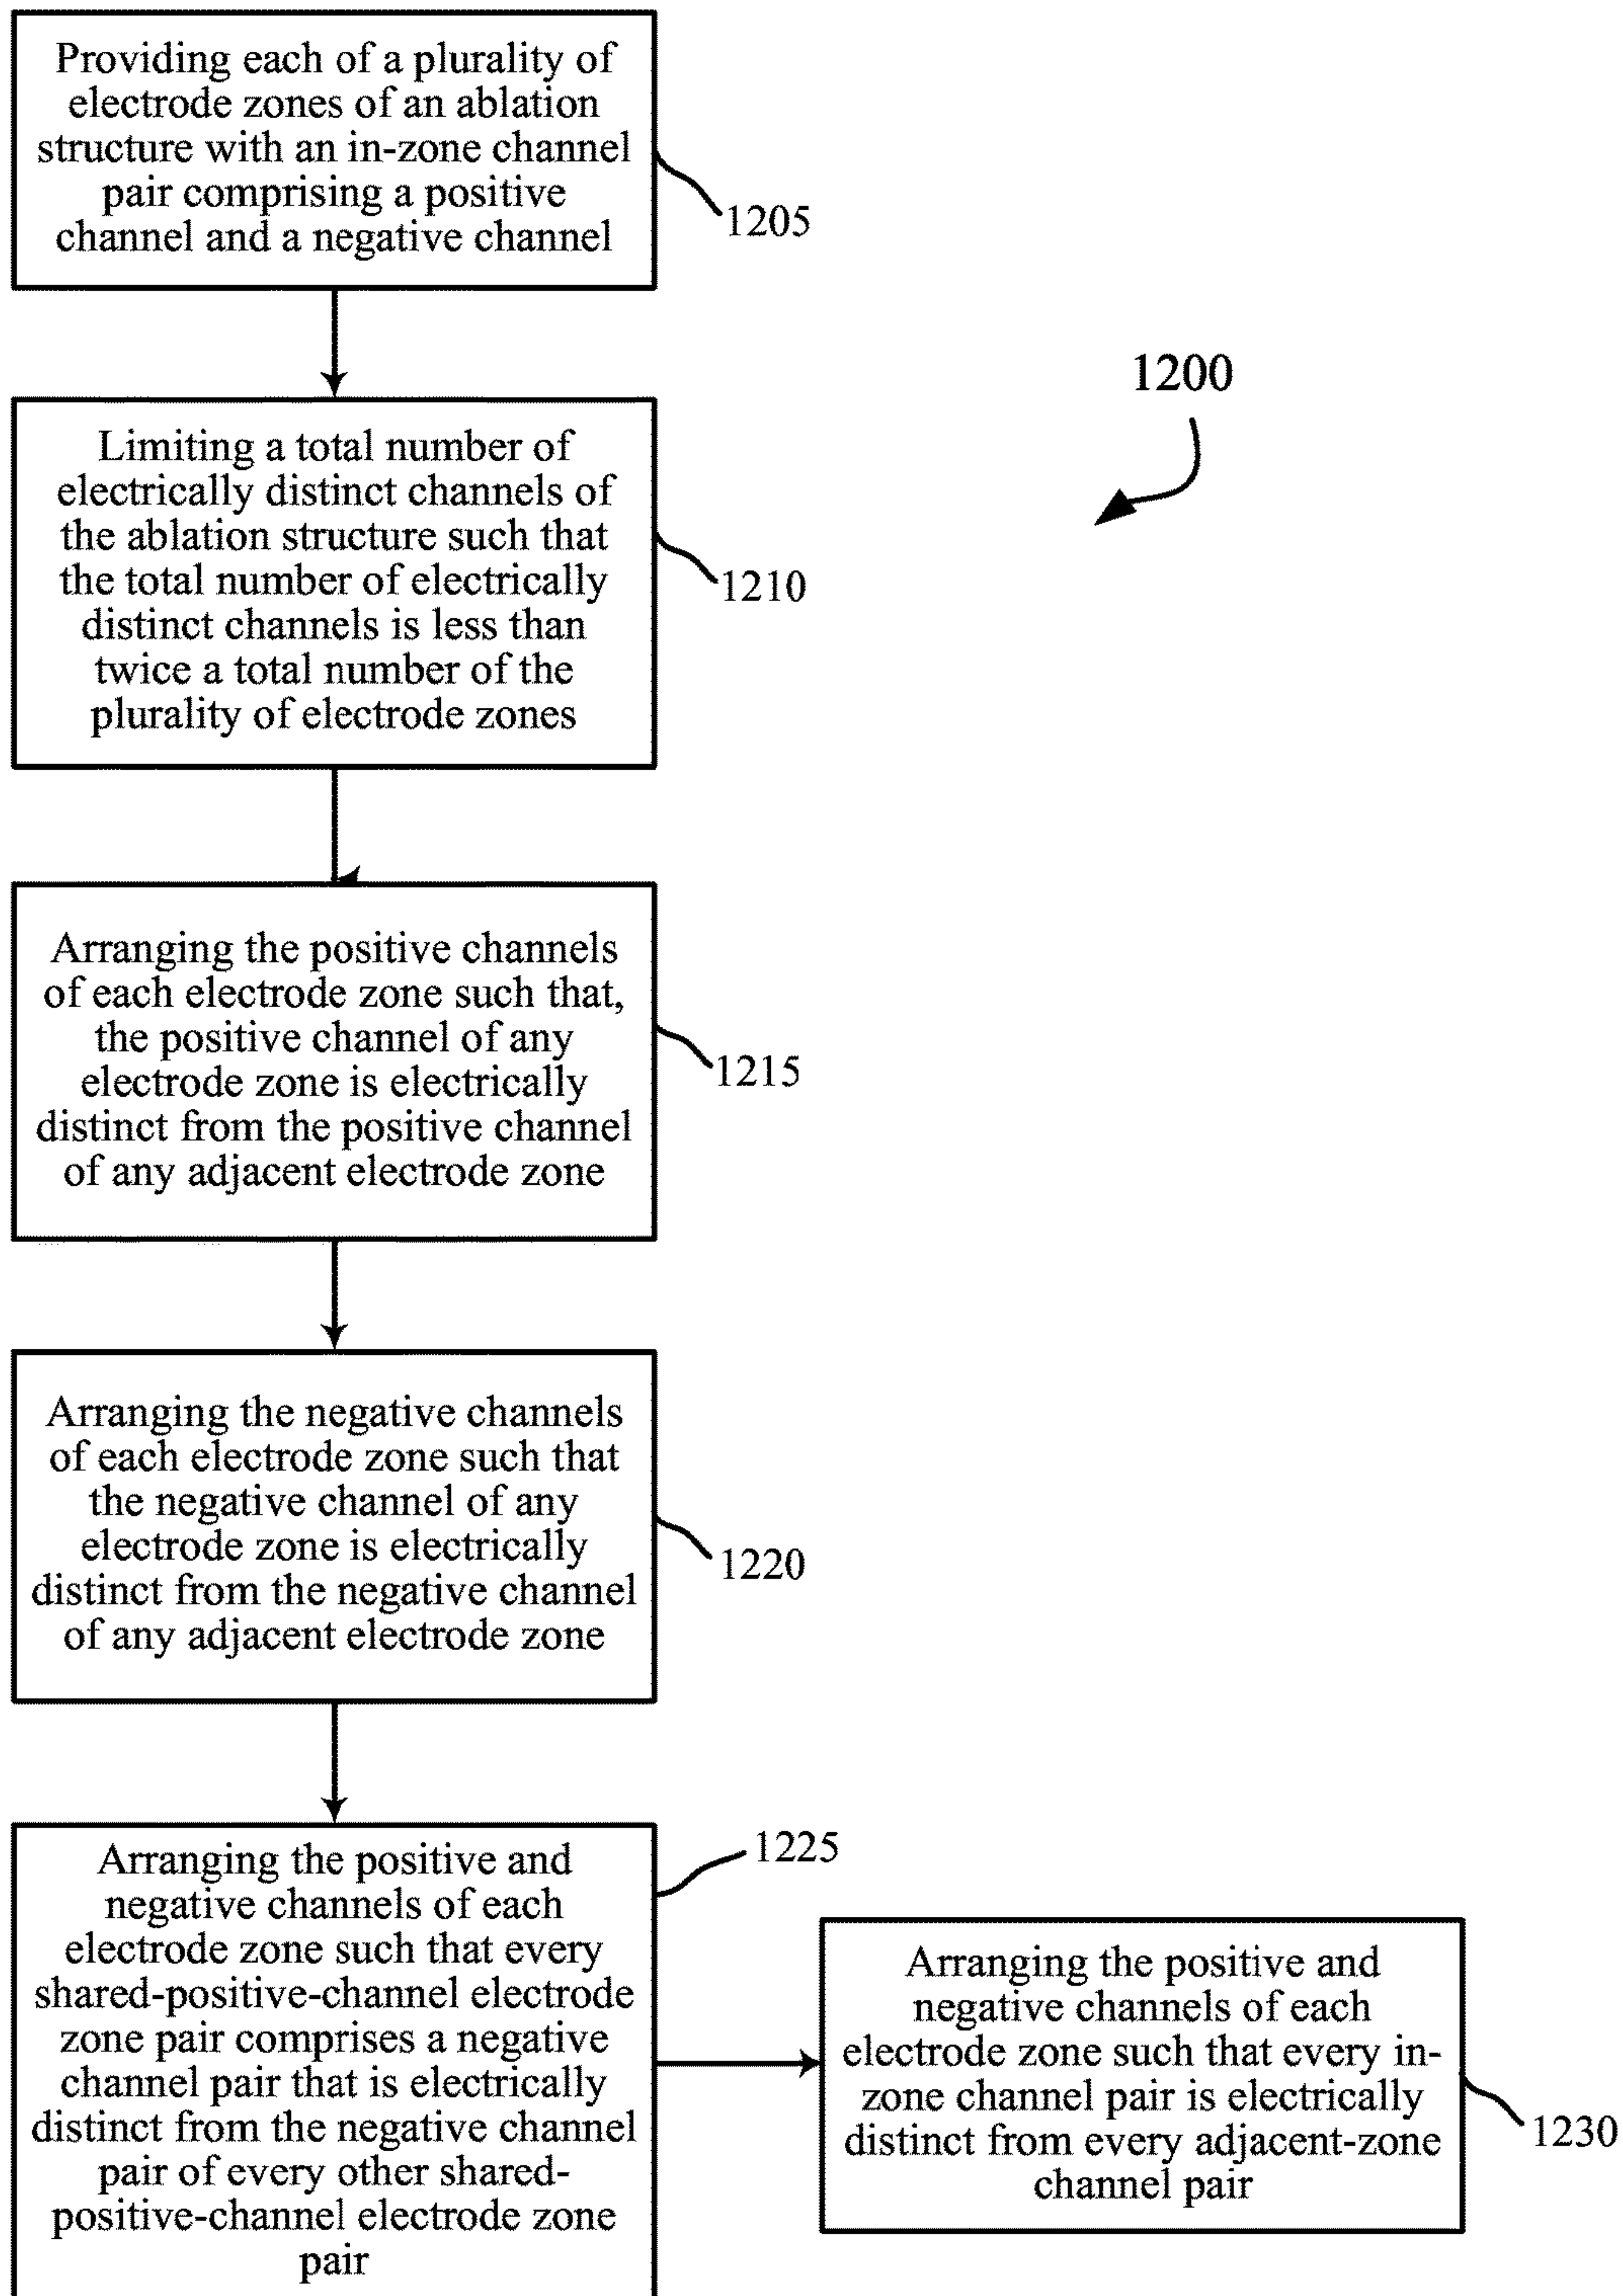 Providing each of a plurality of
electrode zones of an ablation
structure with an in-zone channel
pair comprising a positive
channel and a negative channel
1205
1200
Limiting a total number of
electrically distinct channels of
the ablation structure such that
the total number of electrically
distinct channels is less than
twice a total number of the
plurality of electrode zones
1210
Arranging the positive channels
of each electrode zone such that,
the positive channel of any
electrode zone is electrically
distinct from the positive channel
of any adjacent electrode zone
1215
Arranging the negative channels
of each electrode zone such that
the negative channel of any
electrode zone is electrically
distinct from the negative channel
of any adjacent electrode zone
1220
Arranging the positive and
negative channels of each
electrode zone such that every
shared-positive-channel electrode
zone pair comprises a negative
channel pair that is electrically
distinct from the negative channel
pair of every other shared-
positive-channel electrode zone
pair
1225
Arranging the positive and
negative channels of each
electrode zone such that every in-
zone channel pair is electrically
distinct from every adjacent-zone
channel pair
1230